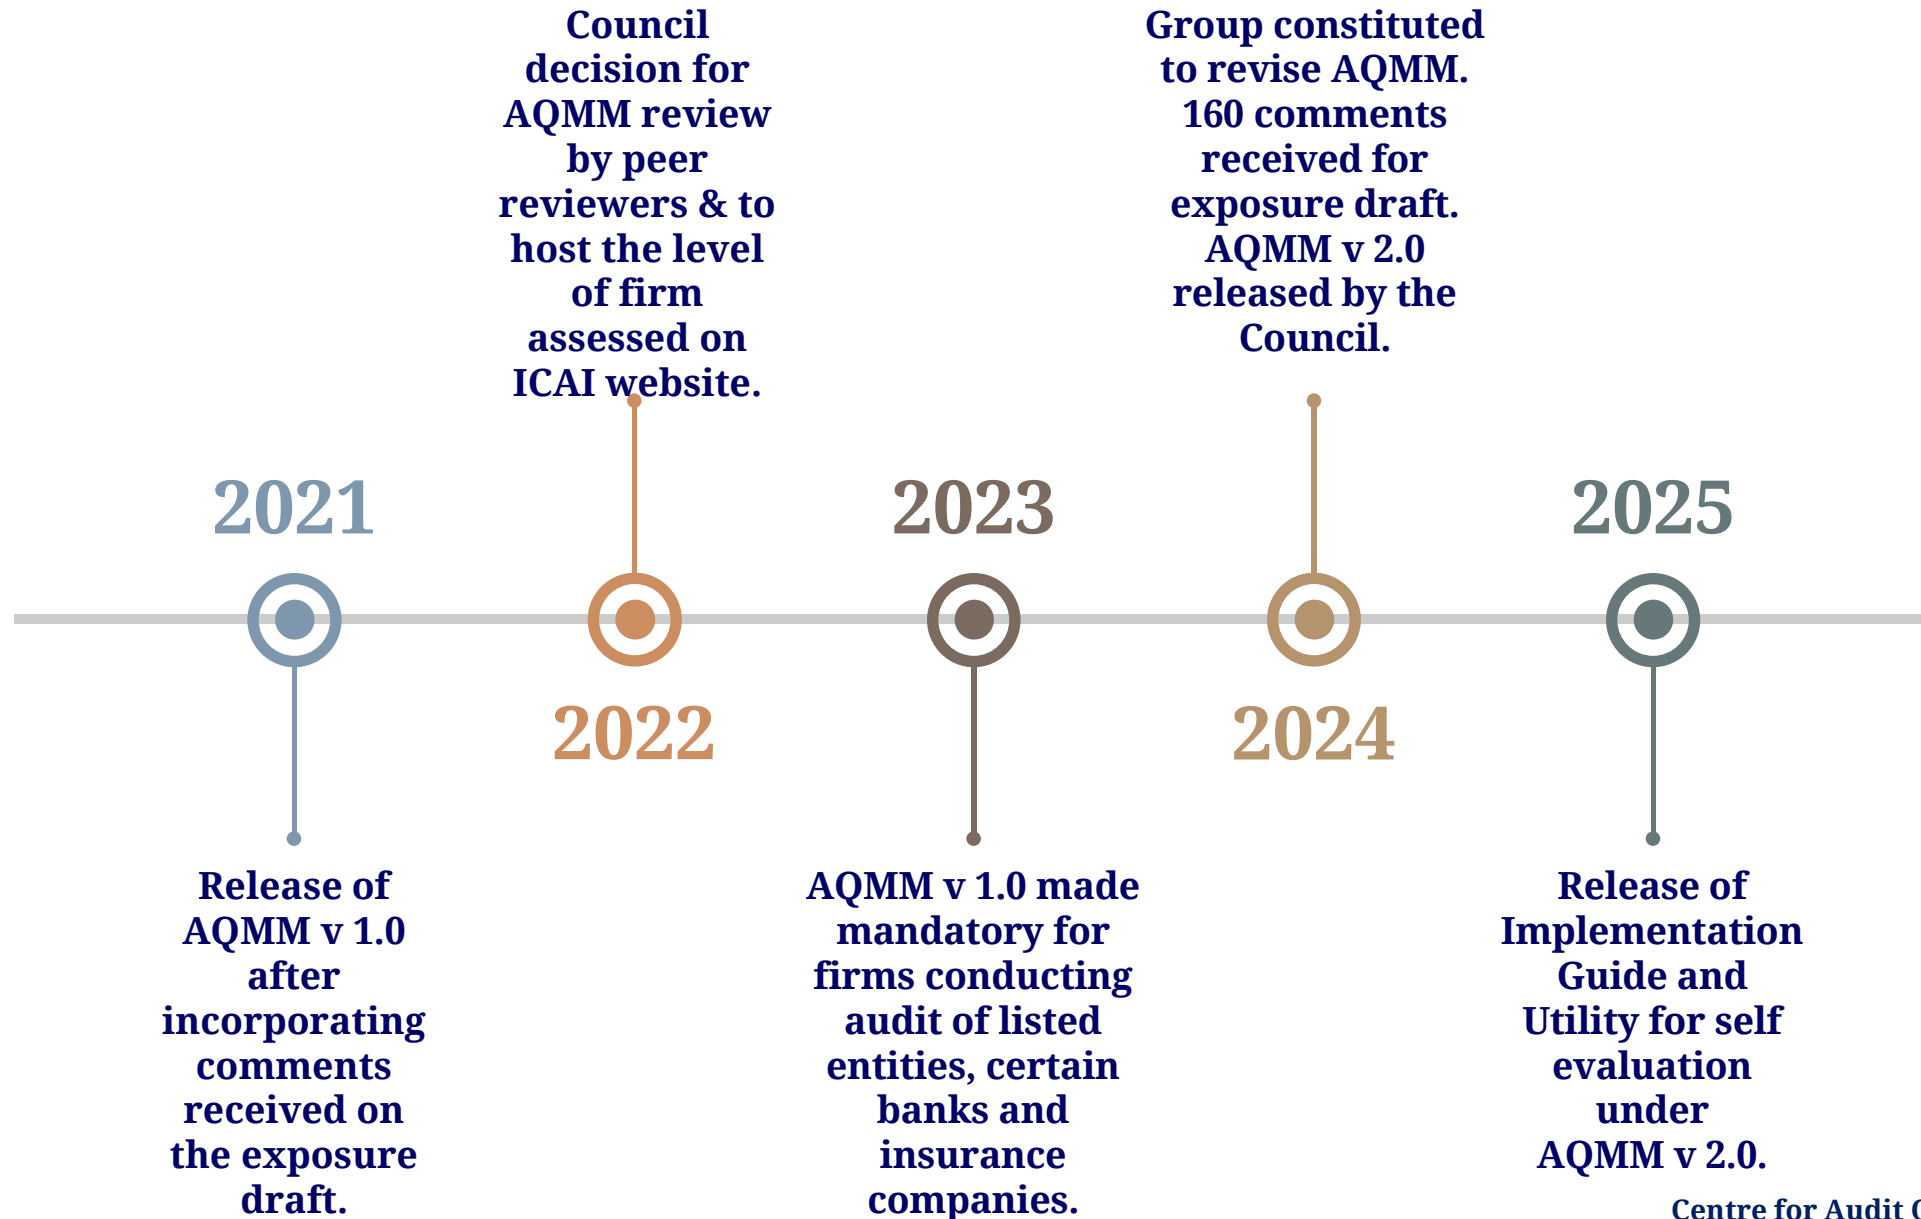 Council
decision for
AQMM review
by peer
reviewers & to
host the level
of firm
assessed on
ICAI website.
Group constituted
to revise AQMM.
160 comments
received for
exposure draft.
AQMM v 2.0
released by the
Council.
2021
2023
2025
2022
2024
Release of
AQMM v 1.0
after
incorporating
comments
received on
the exposure
draft.
AQMM v 1.0 made
mandatory for
firms conducting
audit of listed
entities, certain
banks and
insurance
companies.
Release of
Implementation
Guide and
Utility for self
evaluation
under
AQMM v 2.0.
Centre for Audit